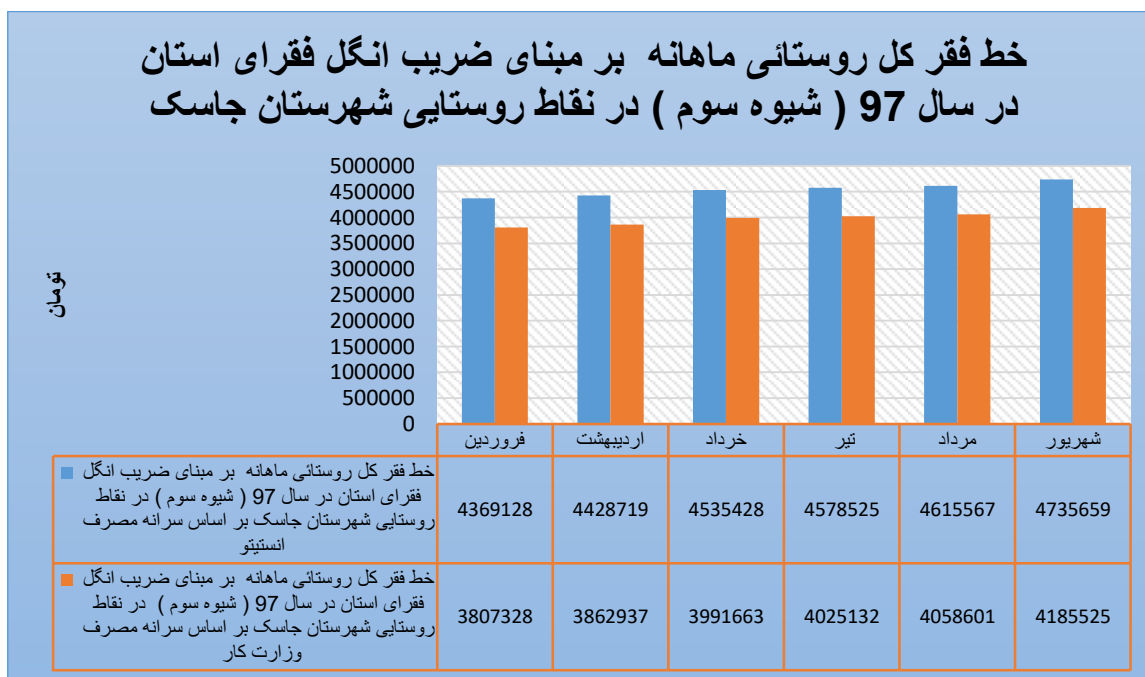 خط فقر کل روستائی ماهانه بر مبنای ضریب انگل فقرای استان
در سال 97 ( شیوه سوم ) در نقاط روستایی شهرستان جاسک
تومان
5000000
4500000
4000000
3500000
3000000
2500000
2000000
1500000
1000000
500000
0
فروردین اردیبهشت خرداد تیر مرداد شهریور
خط فقر کل روستائی ماهانه بر مبنای ضریب انگل
فقرای استان در سال 97 ( شیوه سوم ) در نقاط
روستایی شهرستان جاسک بر اساس سرانه مصرف
انستیتو
4369128 4428719 4535428 4578525 4615567 4735659
خط فقر کل روستائی ماهانه بر مبنای ضریب انگل
فقرای استان در سال 97 ( شیوه سوم ) در نقاط
روستایی شهرستان جاسک بر اساس سرانه مصرف
وزارت کار
3807328 3862937 3991663 4025132 4058601 4185525